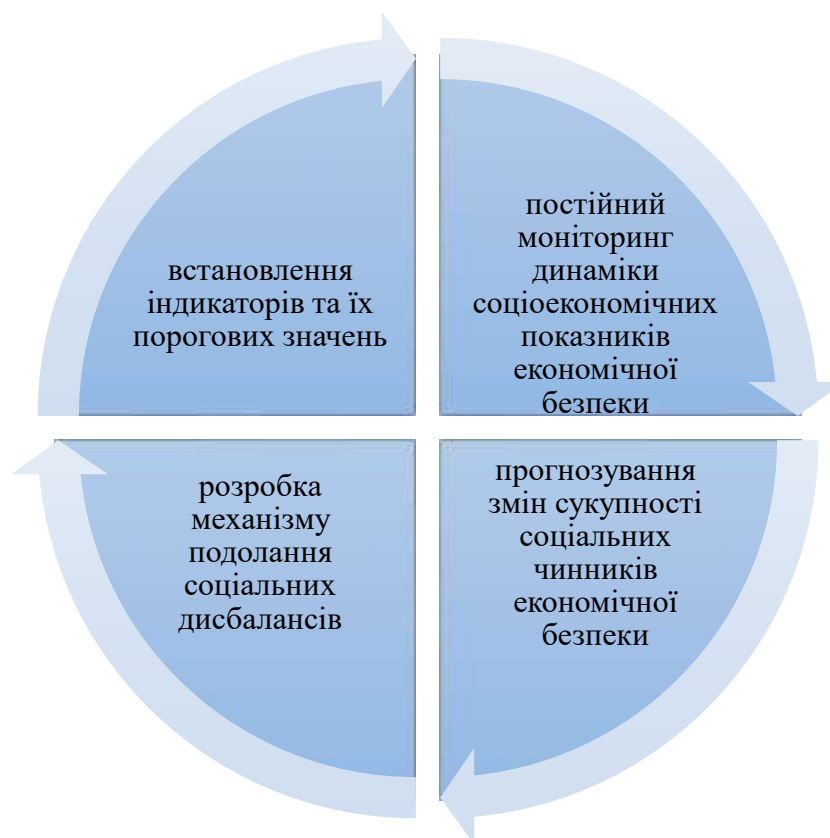 встановлення
індикаторів та їх
порогових значень
постійний
моніторинг
динаміки
соціоекономічних
показників
економічної
безпеки
прогнозування
змін сукупності
соціальних
чинників
економічної
безпеки
розробка
механізму
подолання
соціальних
дисбалансів